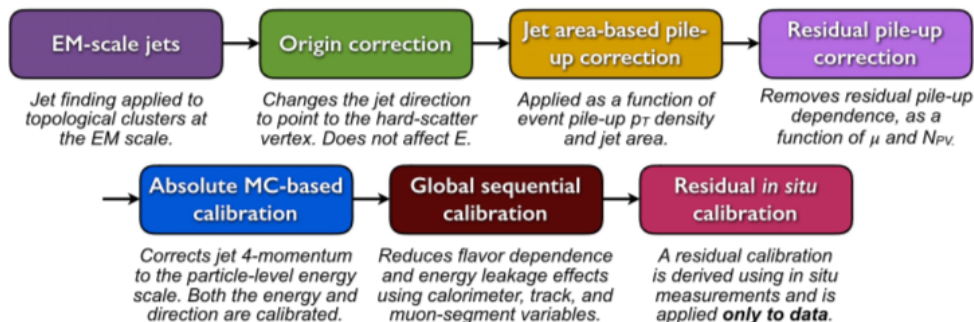 EM-scale jets
Jet finding applied to
topological clusters at
the EM scale.
Origin correction
Changes the jet direction
to point to the hard-scatter
vertex. Does not affect E.
Jet area-based pile-
up correction
Applied as a function of
event pile-up pT density
and jet area.
Residual pile-up
correction
Removes residual pile-up
dependence, as a
function of μ and NPV.
Absolute MC-based
calibration
Corrects jet 4-momentum
to the particle-level energy
scale. Both the energy and
direction are calibrated.
Global sequential
calibration
Reduces flavor dependence
and energy leakage effects
using calorimeter, track, and
muon-segment variables.
Residual in situ
calibration
A residual calibration
is derived using in situ
measurements and is
applied only to data.